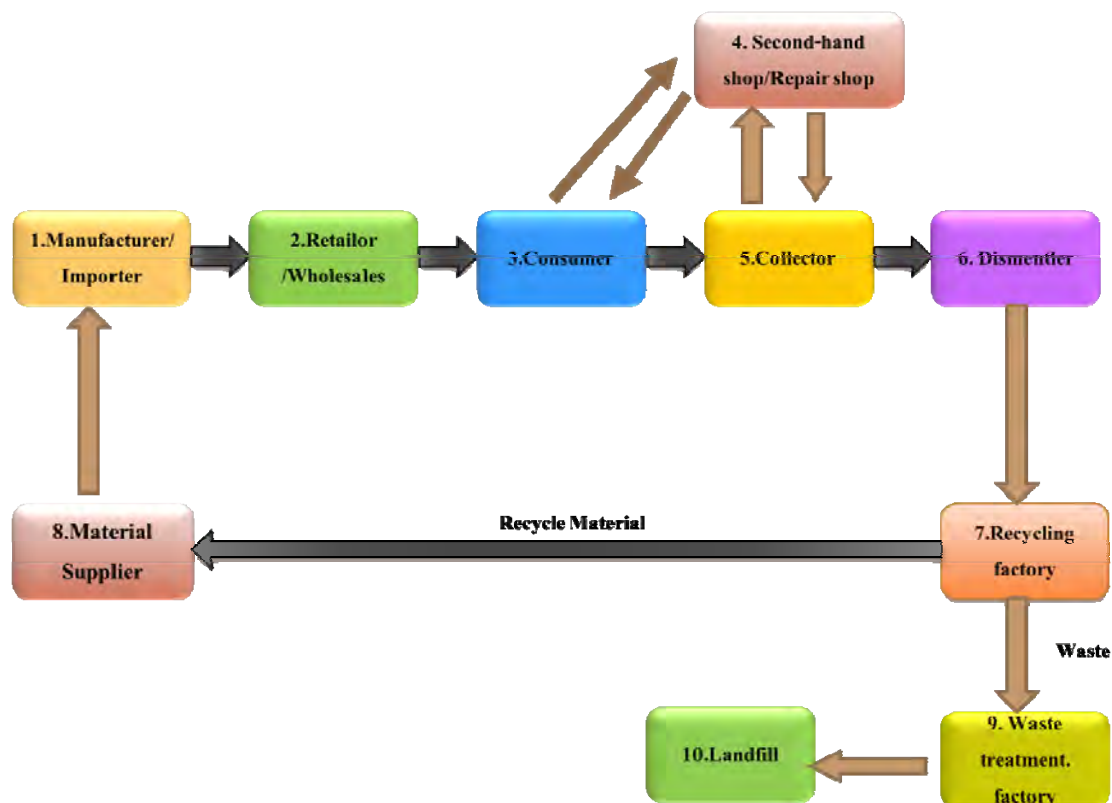 4. Second-hand
shop/Repair shop
1.Manufacturer/
Importer
2.Retailor
/Wholesales
3.Consumer
5.Collector
6. Dismentler
8.Material
Supplier
Recycle Material
7.Recycling
factory
Waste
10.Landfill
9. Waste
treatment.
factory